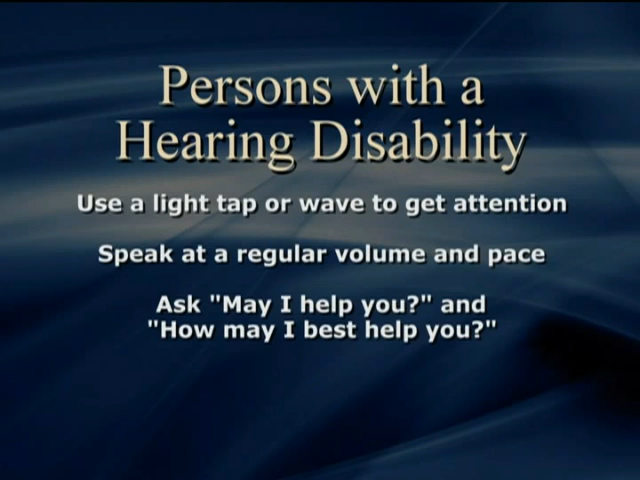 Persons with a
Hearing Disability
Use a light tap or wave to get attention
Speak at a regular volume and pace
Ask "May I help you?" and
"How may I best help you?"